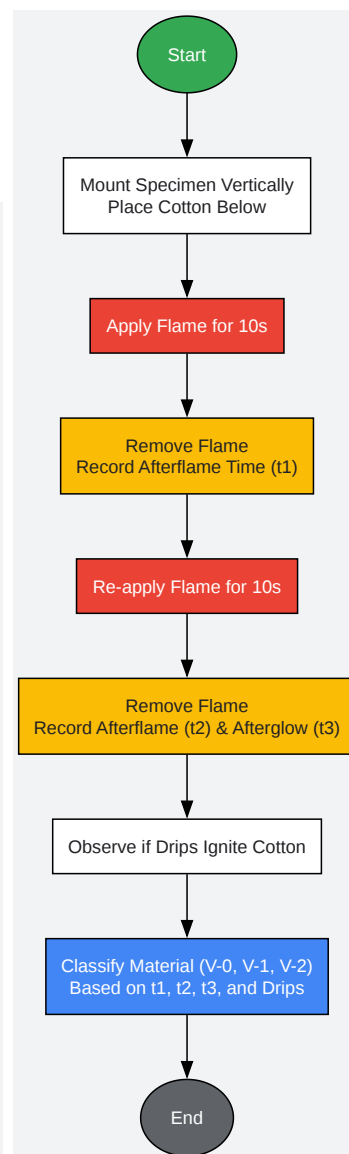 Start
Mount Specimen Vertically
Place Cotton Below
Apply Flame for 10s
Remove Flame
Record Afterflame Time (t1)
Re-apply Flame for 10s
Remove Flame
Record Afterflame (t2) & Afterglow (t3)
Observe if Drips Ignite Cotton
Classify Material (V-0, V-1, V-2)
Based on t1, t2, t3, and Drips
End